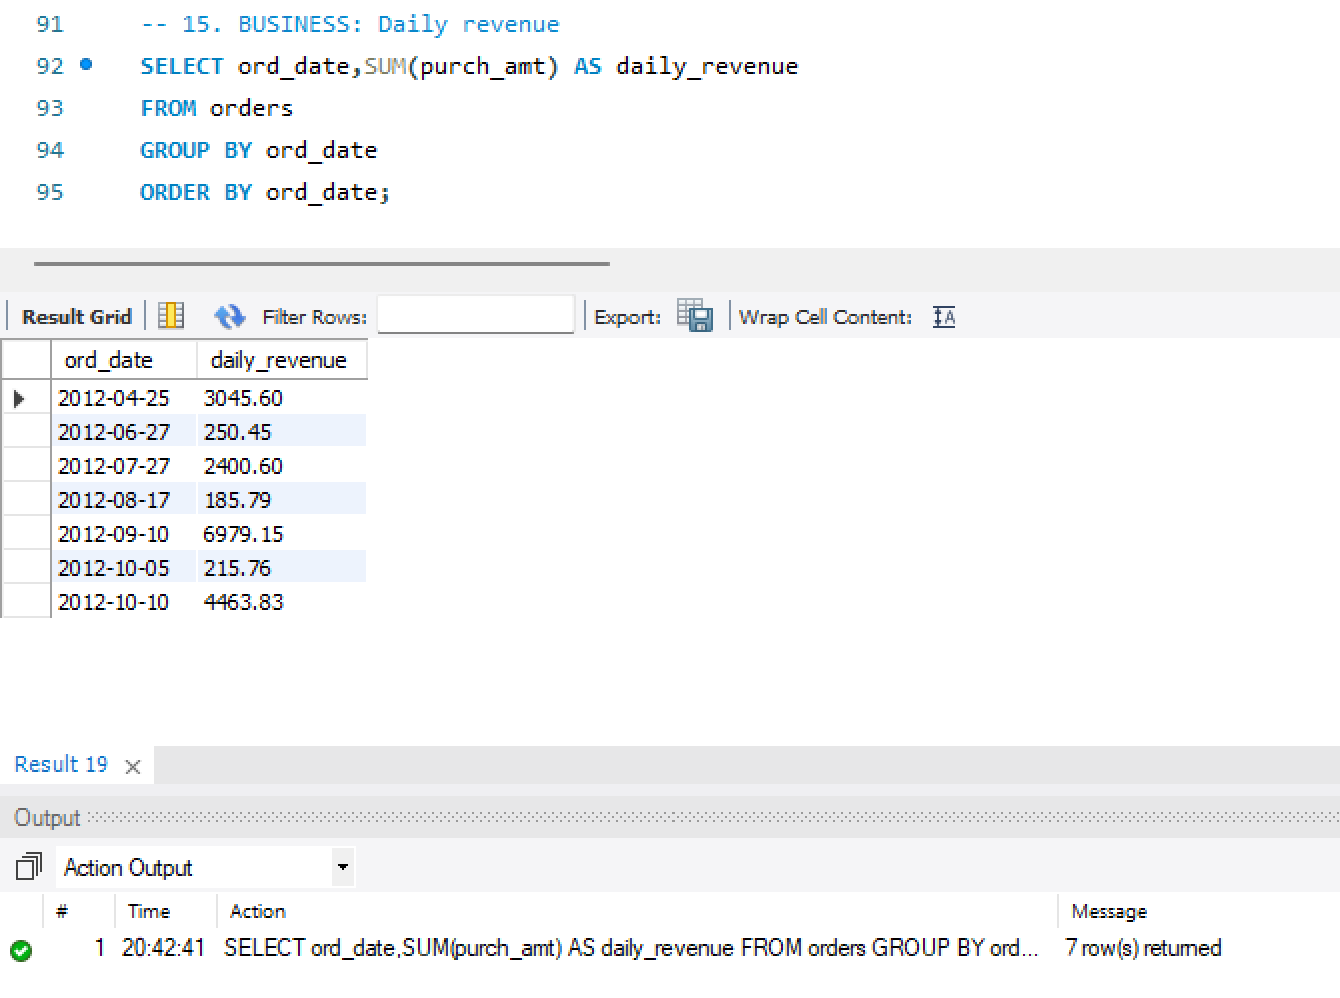 91 -- 15. BUSINESS: Daily revenue
92 SELECT ord_date,SUM(purch_amt) AS daily_revenue
93 FROM orders
94 GROUP BY ord_date
95 ORDER BY ord_date;
Result Grid Filter Rows: Export: Wrap Cell Content: IA
ord_date daily_revenue
2012-04-25 3045.60
2012-06-27 250.45
2012-07-27 2400.60
2012-08-17 185.79
2012-09-10 6979.15
2012-10-05 215.76
2012-10-10 4463.83
Result 19 ×
Output
Action Output
# Time Action Message
1 20:42:41 SELECT ord_date,SUM(purch_amt) AS daily_revenue FROM orders GROUP BY ord... 7 row(s) returned